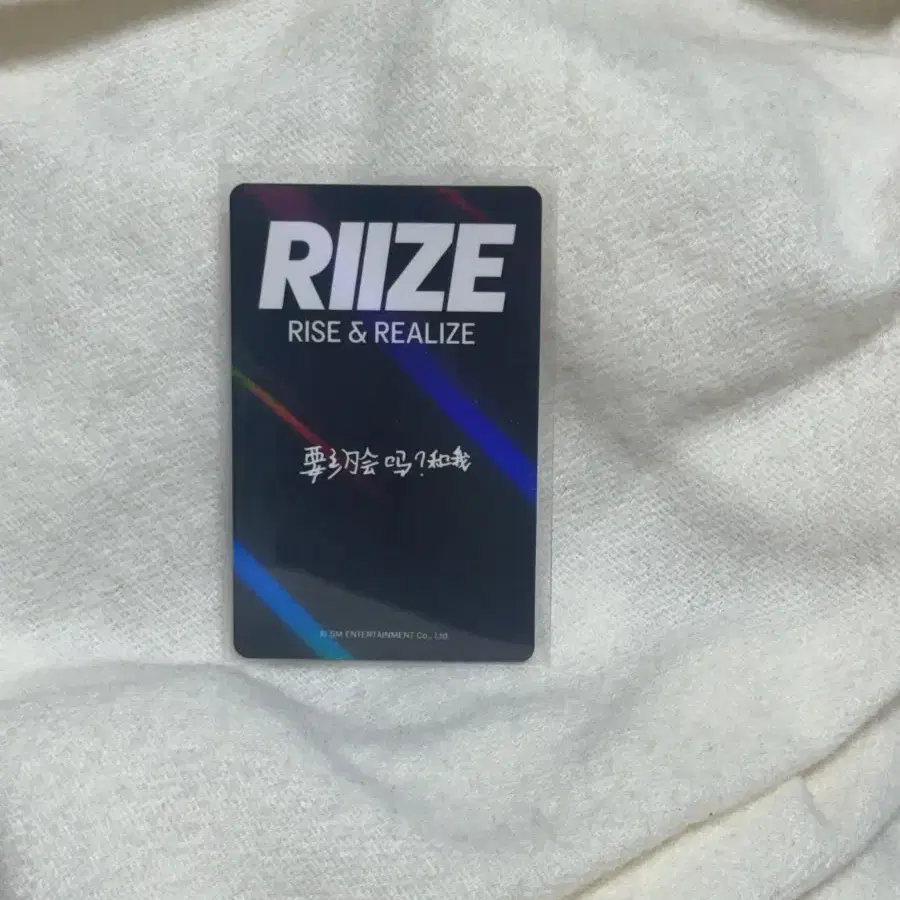 RIIZE
RISE & REALIZE
要约会吗?和我
© SM ENTERTAINMENT Co., Ltd.